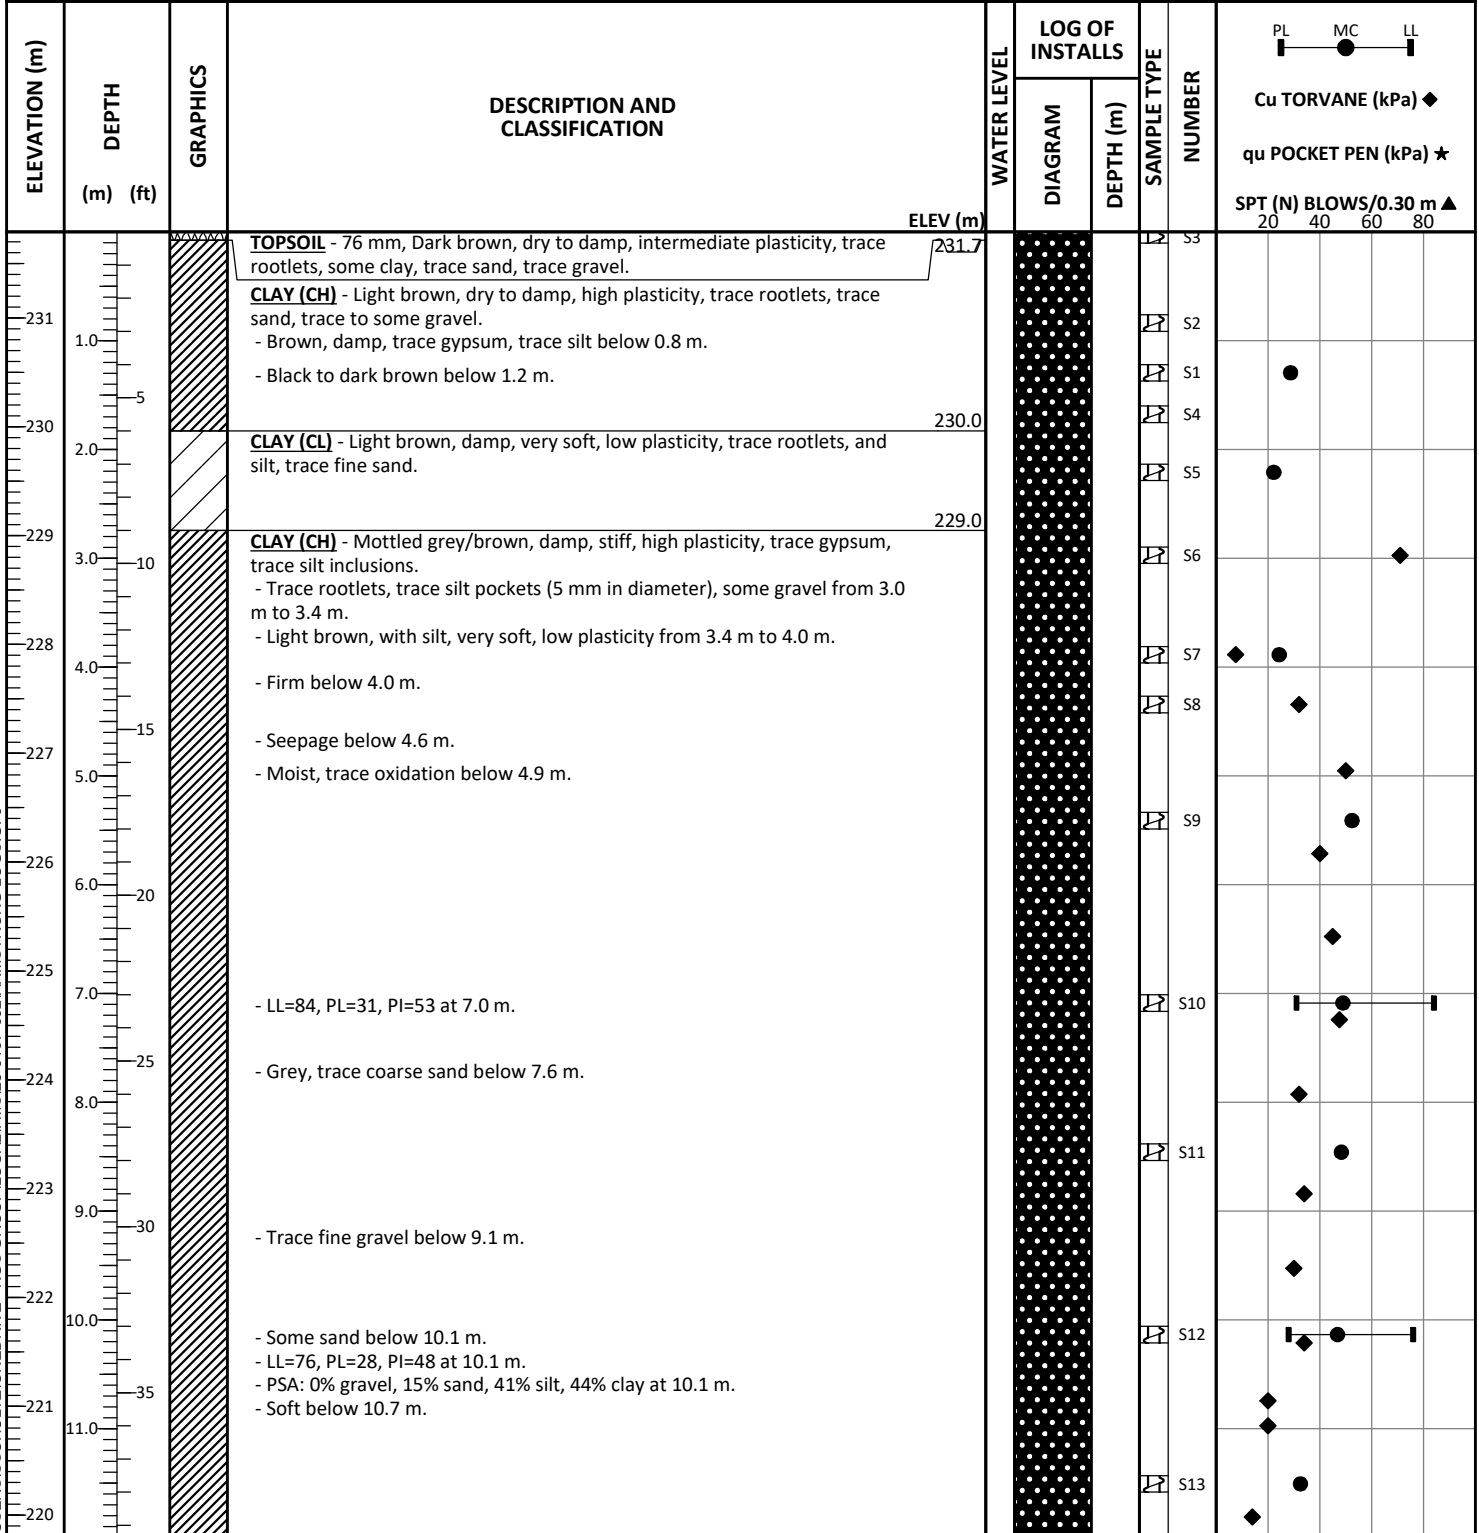 ELEVATION (m)
DEPTH
(m) (ft)
GRAPHICS
DESCRIPTION AND
CLASSIFICATION
ELEV (m)
WATER LEVEL
LOG OF
INSTALLS
DIAGRAM
DEPTH (m)
SAMPLE TYPE
NUMBER
PL MC LL
Cu TORVANE (kPa) ◆
qu POCKET PEN (kPa) ★
SPT (N) BLOWS/0.30 m ▲
20 40 60 80
TOPSOIL - 76 mm, Dark brown, dry to damp, intermediate plasticity, trace
rootlets, some clay, trace sand, trace gravel.
231.7
S3
CLAY (CH) - Light brown, dry to damp, high plasticity, trace rootlets, trace
sand, trace to some gravel.
231
S2
1.0
- Brown, damp, trace gypsum, trace silt below 0.8 m.
- Black to dark brown below 1.2 m.
S1
5
S4
230
230.0
2.0
CLAY (CL) - Light brown, damp, very soft, low plasticity, trace rootlets, and
silt, trace fine sand.
S5
229
229.0
CLAY (CH) - Mottled grey/brown, damp, stiff, high plasticity, trace gypsum,
trace silt inclusions.
S6
3.0
10
- Trace rootlets, trace silt pockets (5 mm in diameter), some gravel from 3.0
m to 3.4 m.
- Light brown, with silt, very soft, low plasticity from 3.4 m to 4.0 m.
228
S7
4.0
- Firm below 4.0 m.
S8
15
- Seepage below 4.6 m.
227
5.0
- Moist, trace oxidation below 4.9 m.
S9
226
6.0
20
225
7.0
- LL=84, PL=31, PI=53 at 7.0 m.
S10
25
- Grey, trace coarse sand below 7.6 m.
224
8.0
S11
223
9.0
30
- Trace fine gravel below 9.1 m.
222
10.0
- Some sand below 10.1 m.
S12
- LL=76, PL=28, PI=48 at 10.1 m.
- PSA: 0% gravel, 15% sand, 41% silt, 44% clay at 10.1 m.
35
- Soft below 10.7 m.
221
11.0
S13
220